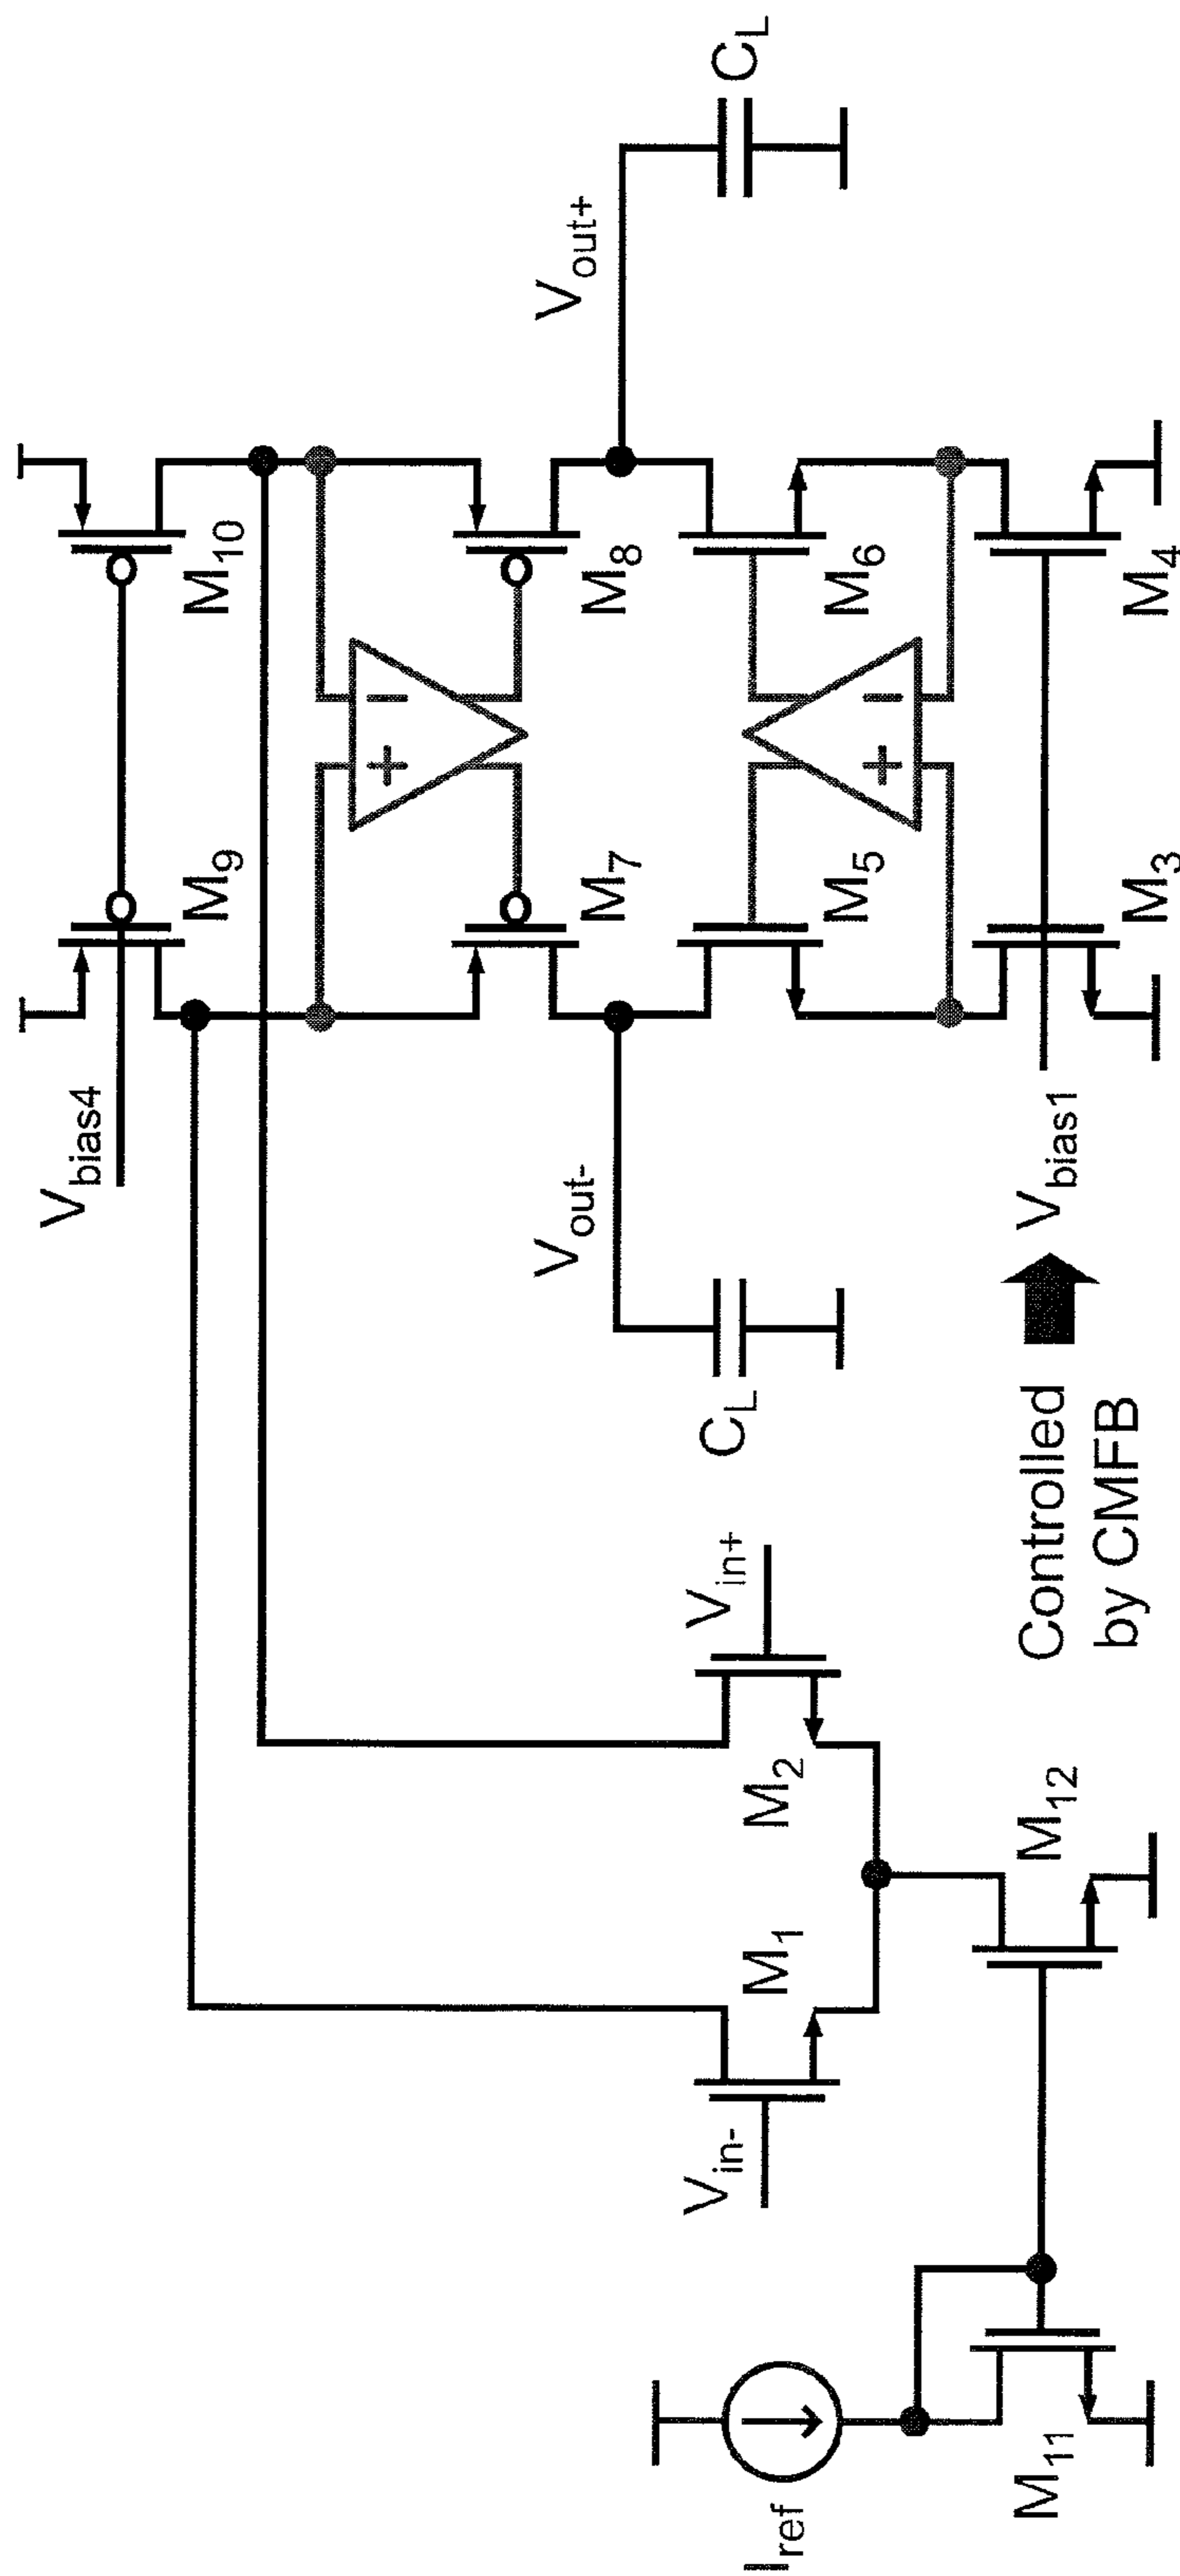 V_bias4
M_9
M_10
M_7
M_8
+
−
V_out-
V_out+
C_L
C_L
V_in-
V_in+
M_1
M_2
M_5
M_6
+
−
I_ref
M_11
M_12
Controlled
by CMFB
V_bias1
M_3
M_4